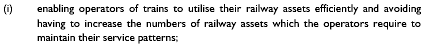 (i) enabling operators of trains to utilise their railway assets efficiently and avoiding
having to increase the numbers of railway assets which the operators require to
maintain their service patterns;